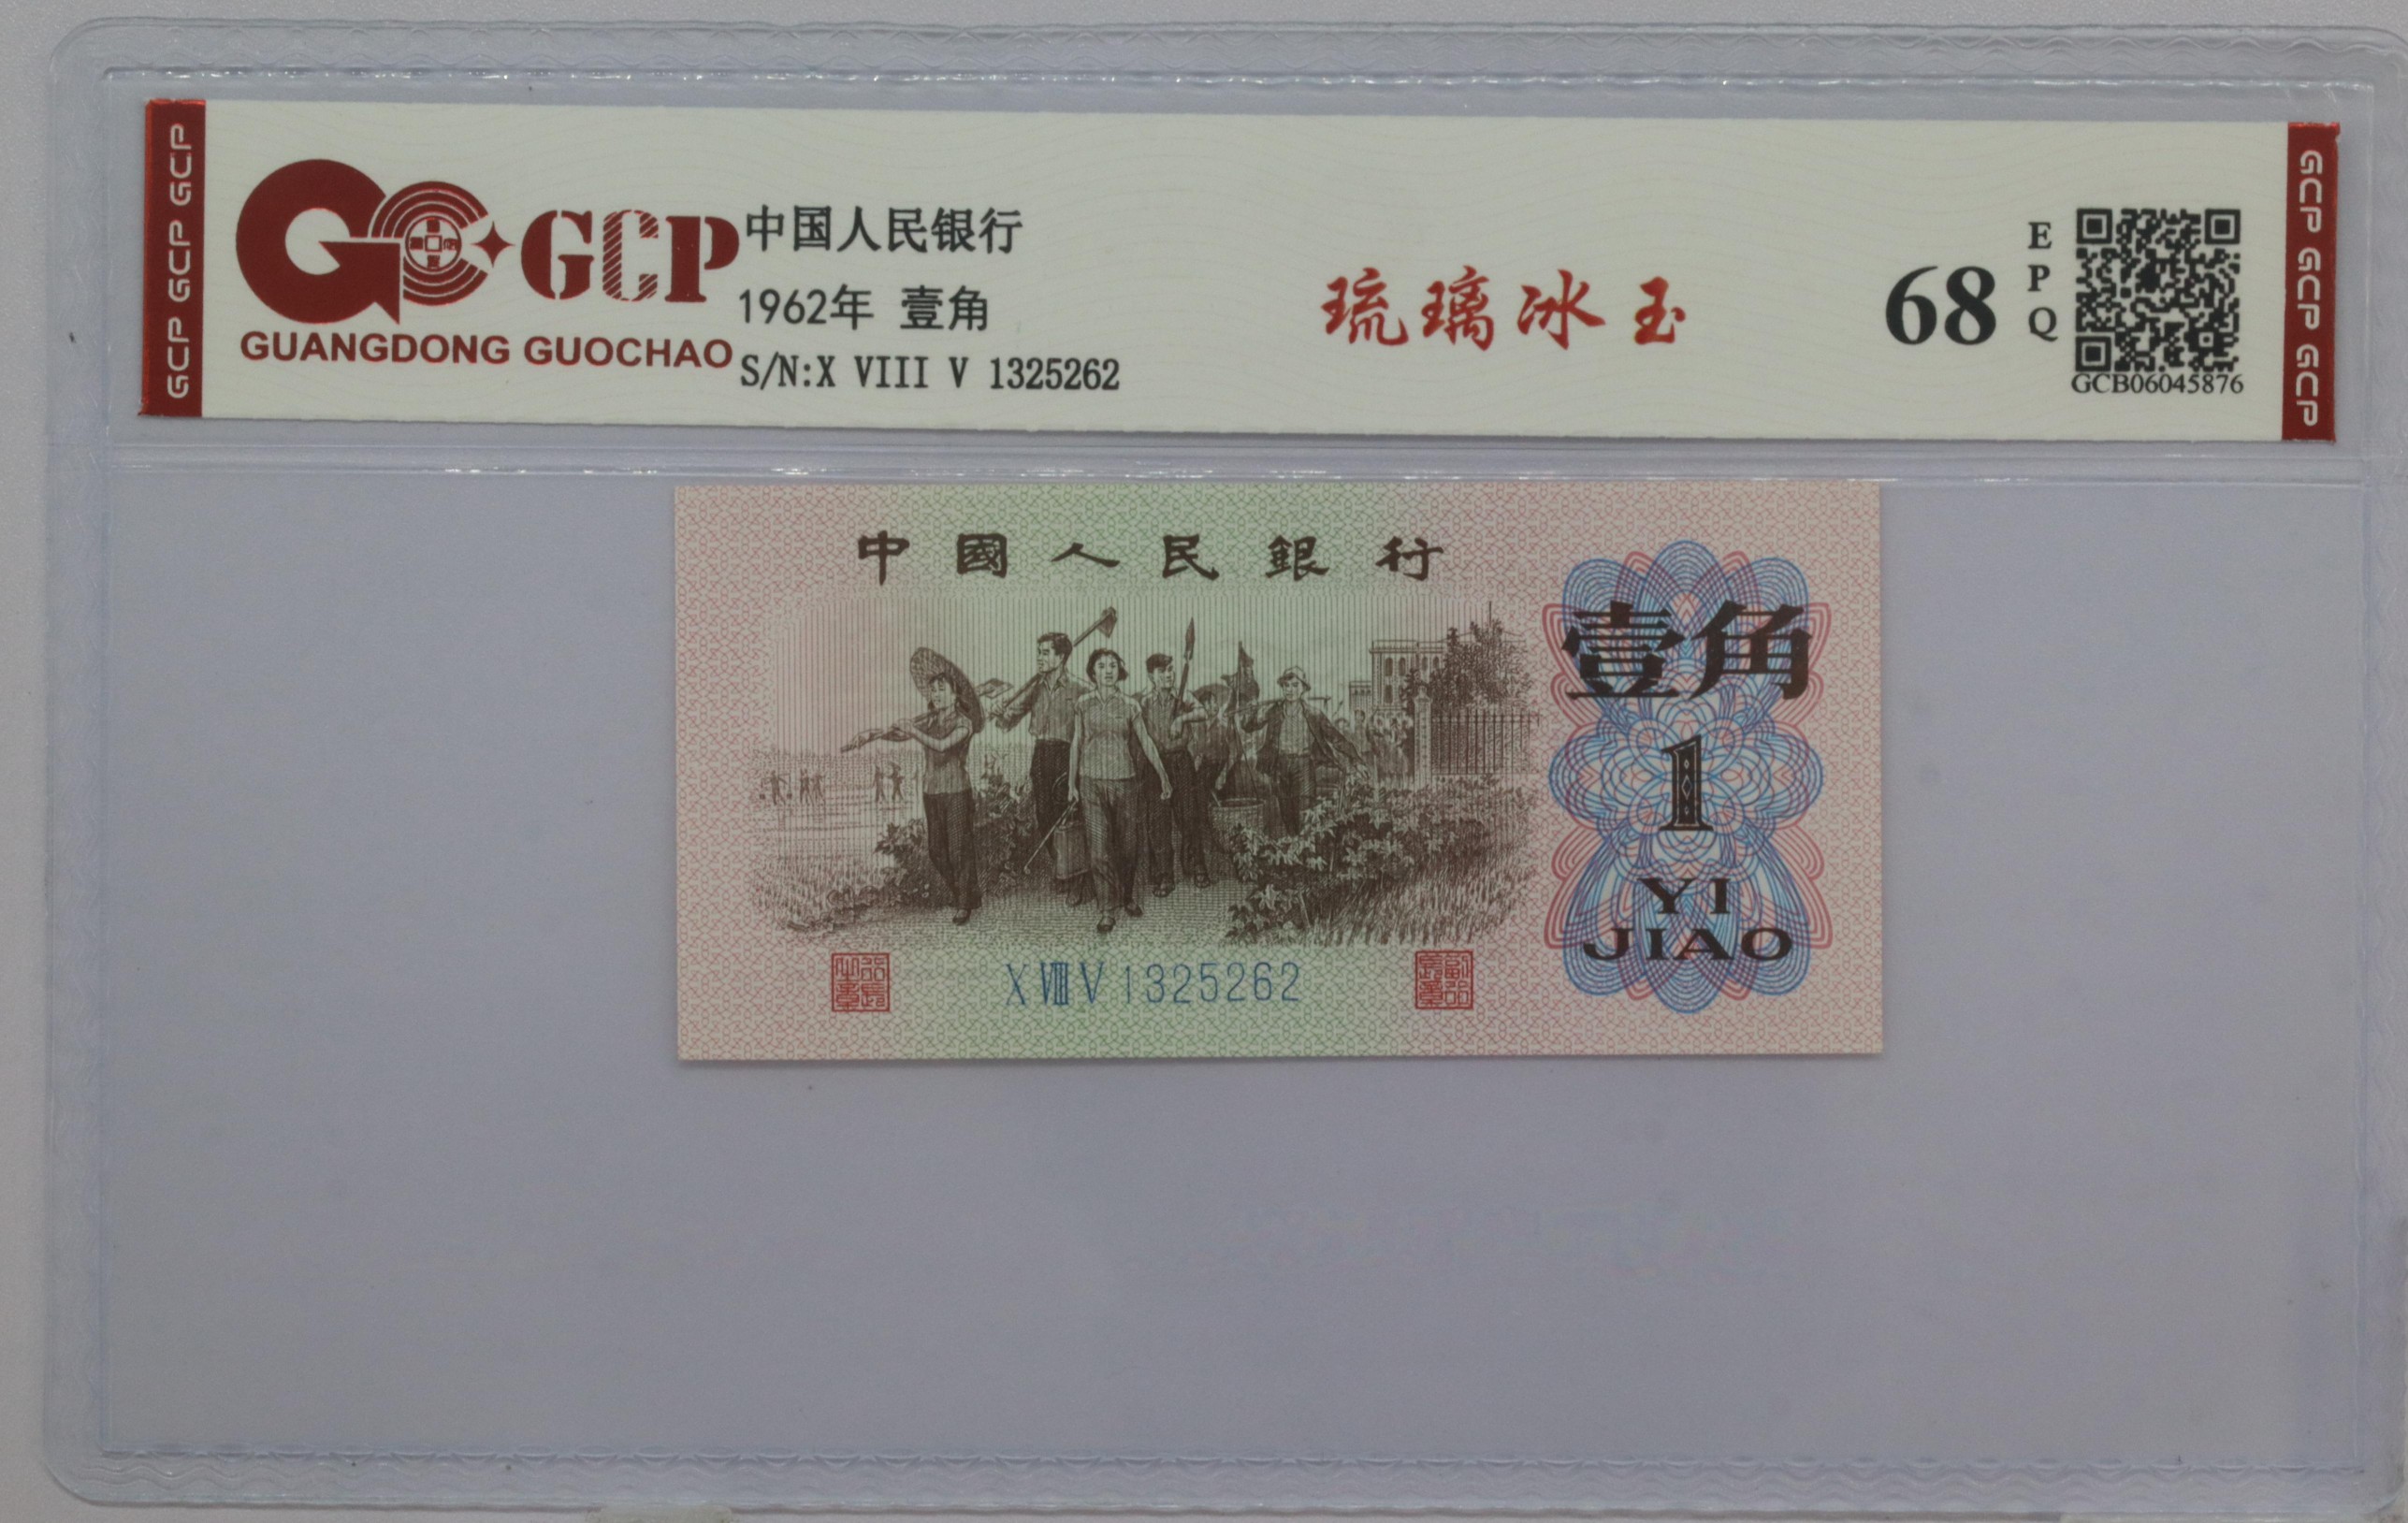 GCP GCP GCP
GCP
GUANGDONG GUOCHAO
中国人民银行
1962年 壹角
S/N:X VIII V 1325262
琉璃冰玉
68
EPQ
GCB06045876
GCP GCP GCP
中國人民銀行
壹角
1
YI
JIAO
X Ⅷ V 1325262